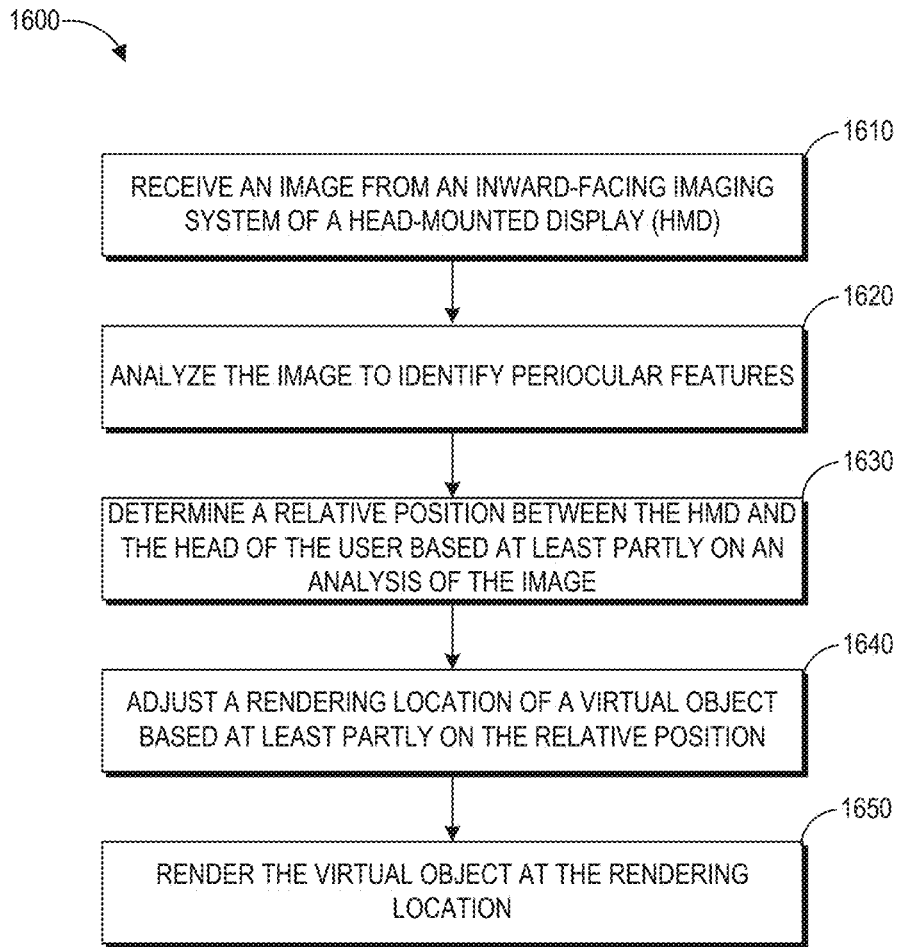 1600
1610
RECEIVE AN IMAGE FROM AN INWARD-FACING IMAGING
SYSTEM OF A HEAD-MOUNTED DISPLAY (HMD)
1620
ANALYZE THE IMAGE TO IDENTIFY PERIOCULAR FEATURES
1630
DETERMINE A RELATIVE POSITION BETWEEN THE HMD AND
THE HEAD OF THE USER BASED AT LEAST PARTLY ON AN
ANALYSIS OF THE IMAGE
1640
ADJUST A RENDERING LOCATION OF A VIRTUAL OBJECT
BASED AT LEAST PARTLY ON THE RELATIVE POSITION
1650
RENDER THE VIRTUAL OBJECT AT THE RENDERING
LOCATION